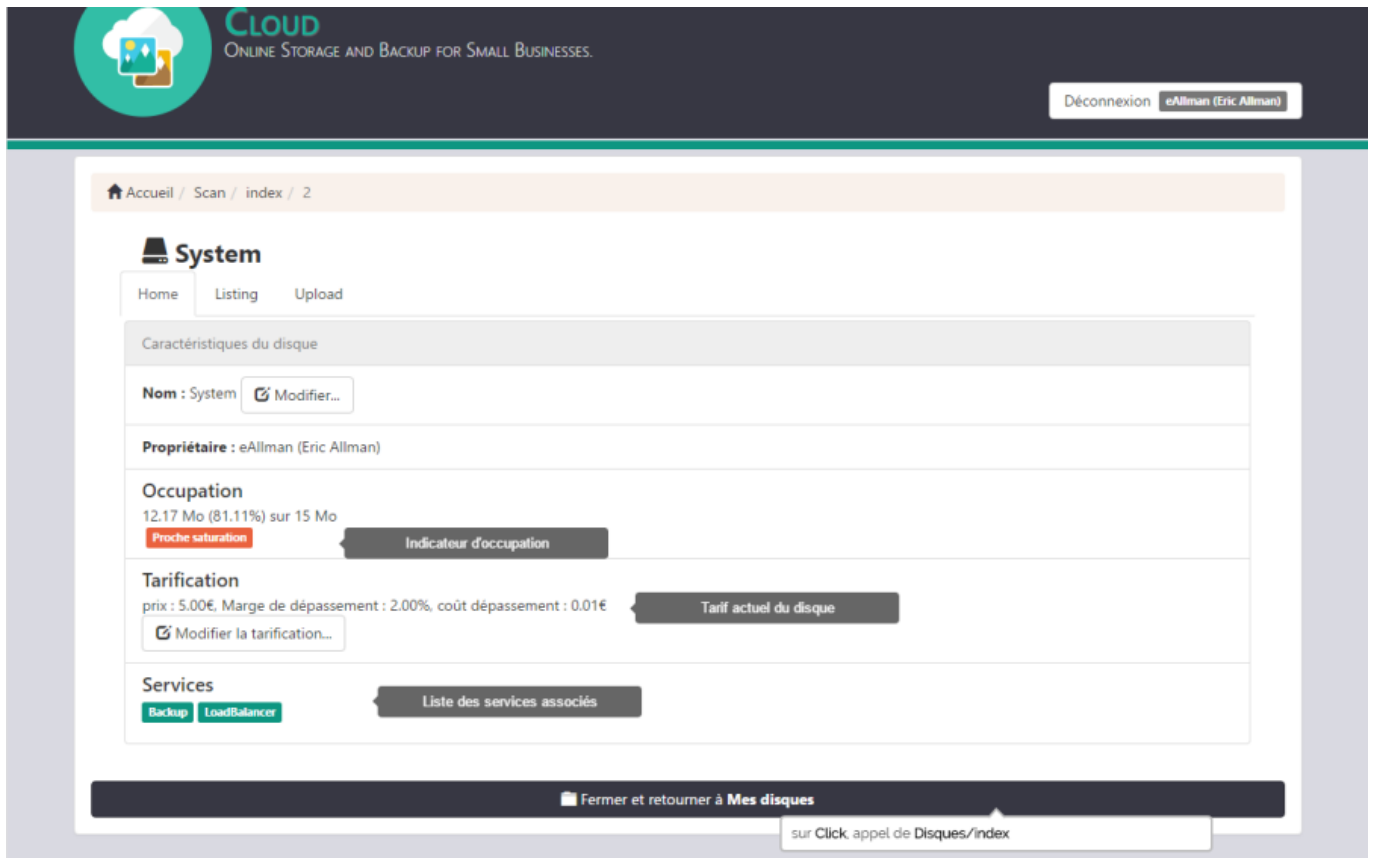 CLOUD
ONLINE STORAGE AND BACKUP FOR SMALL BUSINESSES.
Déconnexion eAllman (Eric Allman)
Accueil / Scan / index / 2
System
Home Listing Upload
Caractéristiques du disque
Nom : System Modifier...
Propriétaire : eAllman (Eric Allman)
Occupation
12.17 Mo (81.11%) sur 15 Mo
Proche saturation Indicateur d'occupation
Tarification
prix : 5.00€, Marge de dépassement : 2.00%, coût dépassement : 0.01€ Tarif actuel du disque
Modifier la tarification...
Services
Backup LoadBalancer Liste des services associés
Fermer et retourner à Mes disques
sur Click, appel de Disques/index